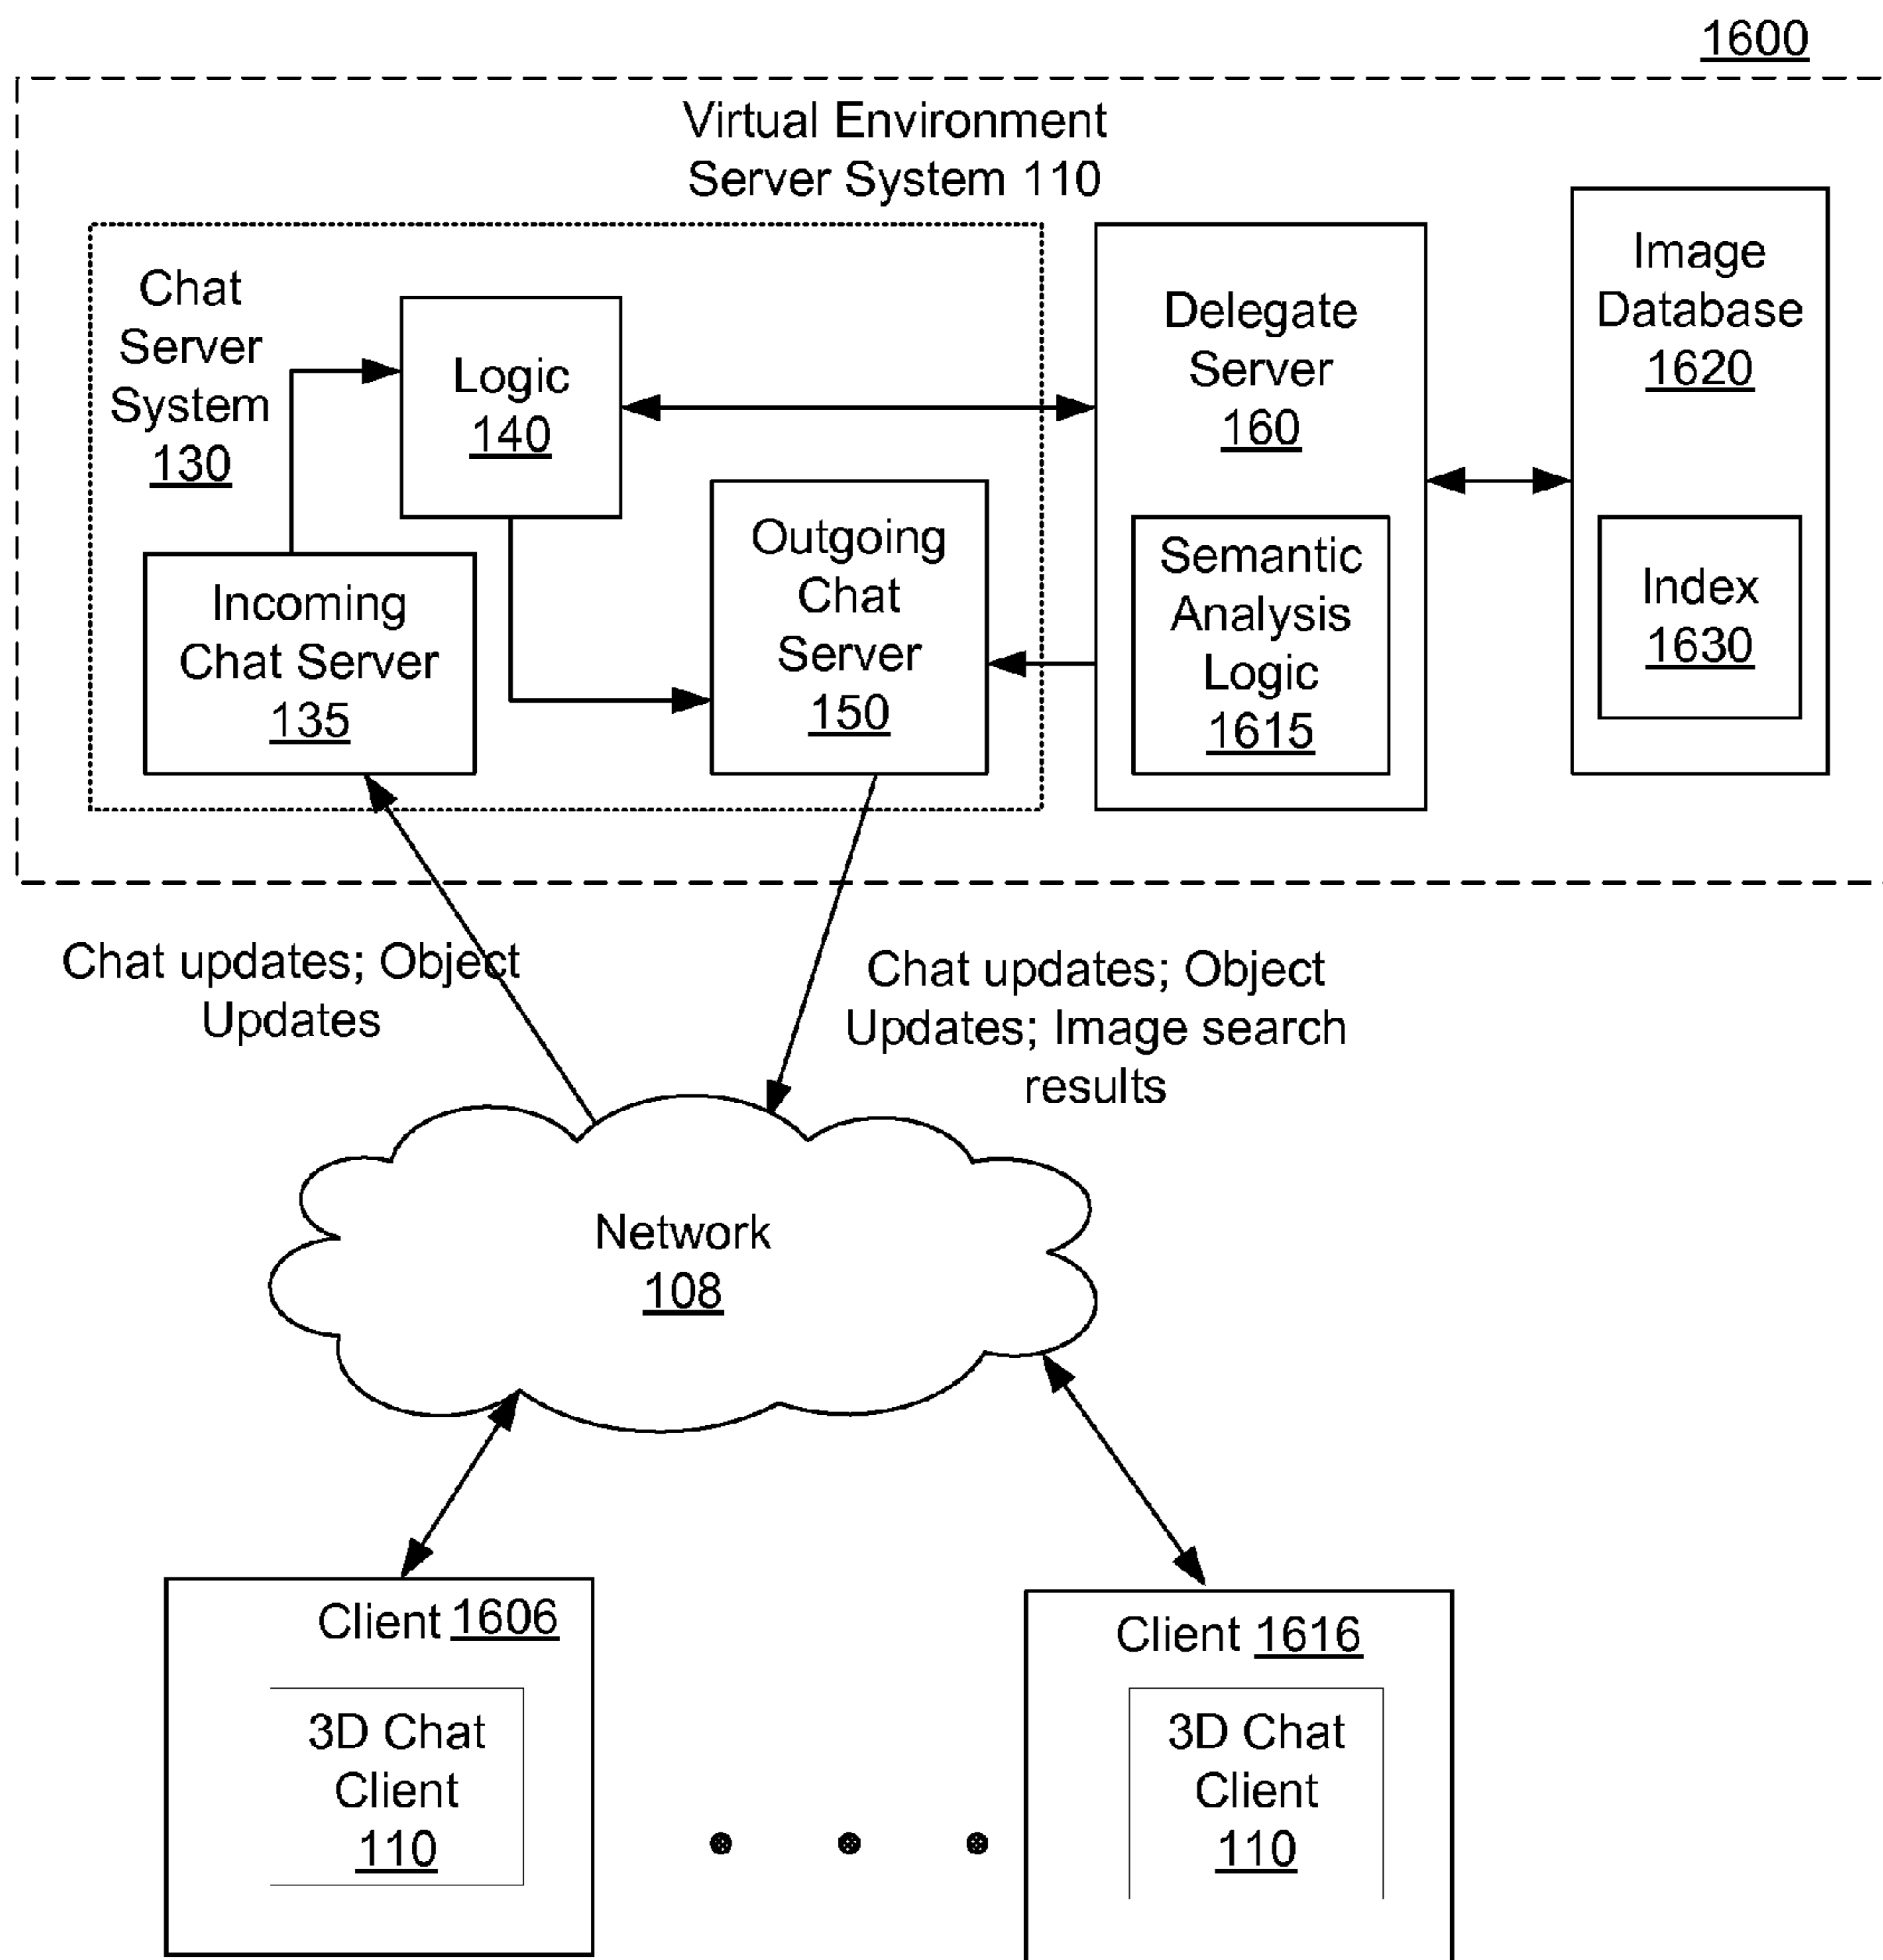 1600
Virtual Environment
Server System 110
Chat
Server
System
130
Logic
140
Incoming
Chat Server
135
Outgoing
Chat
Server
150
Delegate
Server
160
Semantic
Analysis
Logic
1615
Image
Database
1620
Index
1630
Chat updates; Object
Updates
Chat updates; Object
Updates; Image search
results
Network
108
Client 1606
3D Chat
Client
110
Client 1616
3D Chat
Client
110